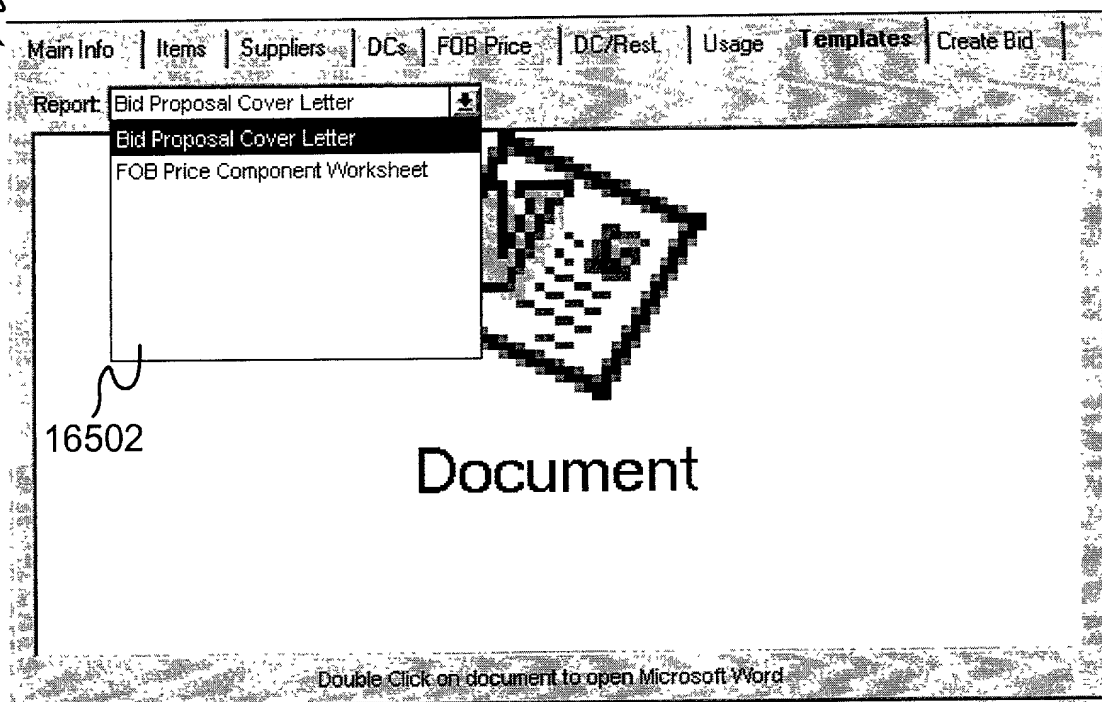 Main Info Items Suppliers DCs FOB Price DC/Rest. Usage Templates Create Bid
Report: Bid Proposal Cover Letter
Bid Proposal Cover Letter
FOB Price Component Worksheet
16502
Document
Double Click on document to open Microsoft Word